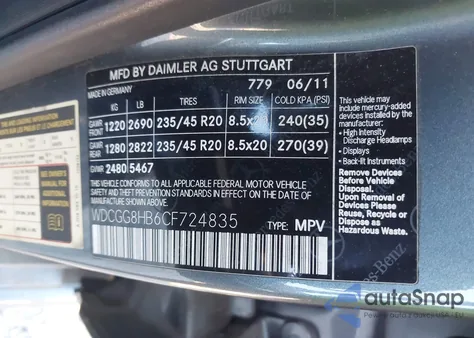 MFD BY DAIMLER AG STUTTGART
MADE IN GERMANY 779 06/11
KG LB TIRES RIM SIZE COLD KPA (PSI)
GAWR FRONT 1220 2690 235/45 R20 8.5x20 240(35)
GAWR REAR 1280 2822 235/45 R20 8.5x20 270(39)
GVWR 2480 5467
THIS VEHICLE CONFORMS TO ALL APPLICABLE FEDERAL MOTOR VEHICLE
SAFETY AND THEFT PREVENTION STANDARDS IN EFFECT ON THE DATE OF
MANUFACTURE SHOWN ABOVE.
WDCGG8HB6CF724835
TYPE: MPV
This vehicle may
include mercury-added
devices installed by
the manufacturer:
• High Intensity
Discharge Headlamps
• Displays
• Back-lit Instruments
Remove Devices
Before Vehicle
Disposal. Upon
Removal of Devices
Please Reuse,
Recycle or Dispose as
Hazardous Waste.
Mercedes-Benz
autoSnap